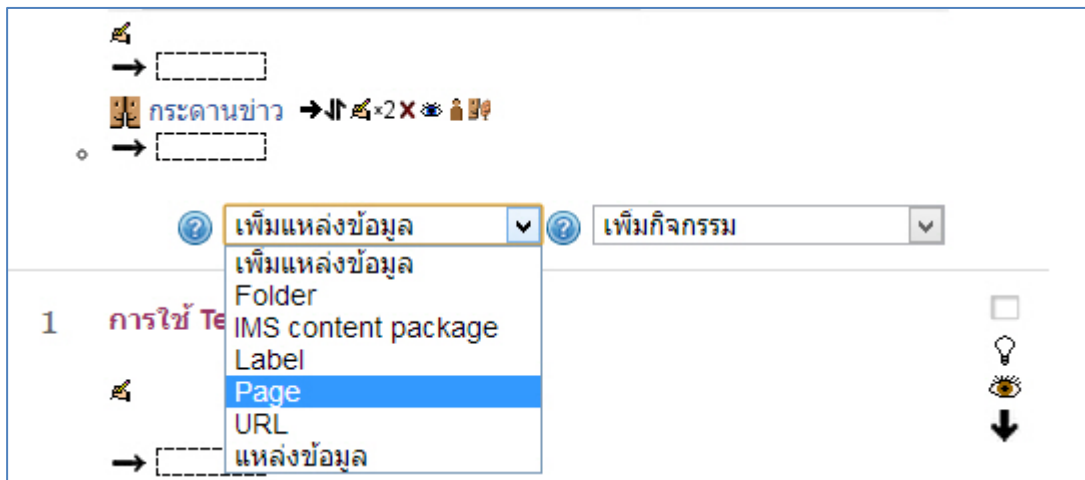 กระดานข่าว ×2
เพิ่มแหล่งข้อมูล เพิ่มกิจกรรม
เพิ่มแหล่งข้อมูล
Folder
1 การใช้ Te IMS content package
Label
Page
URL
แหล่งข้อมูล